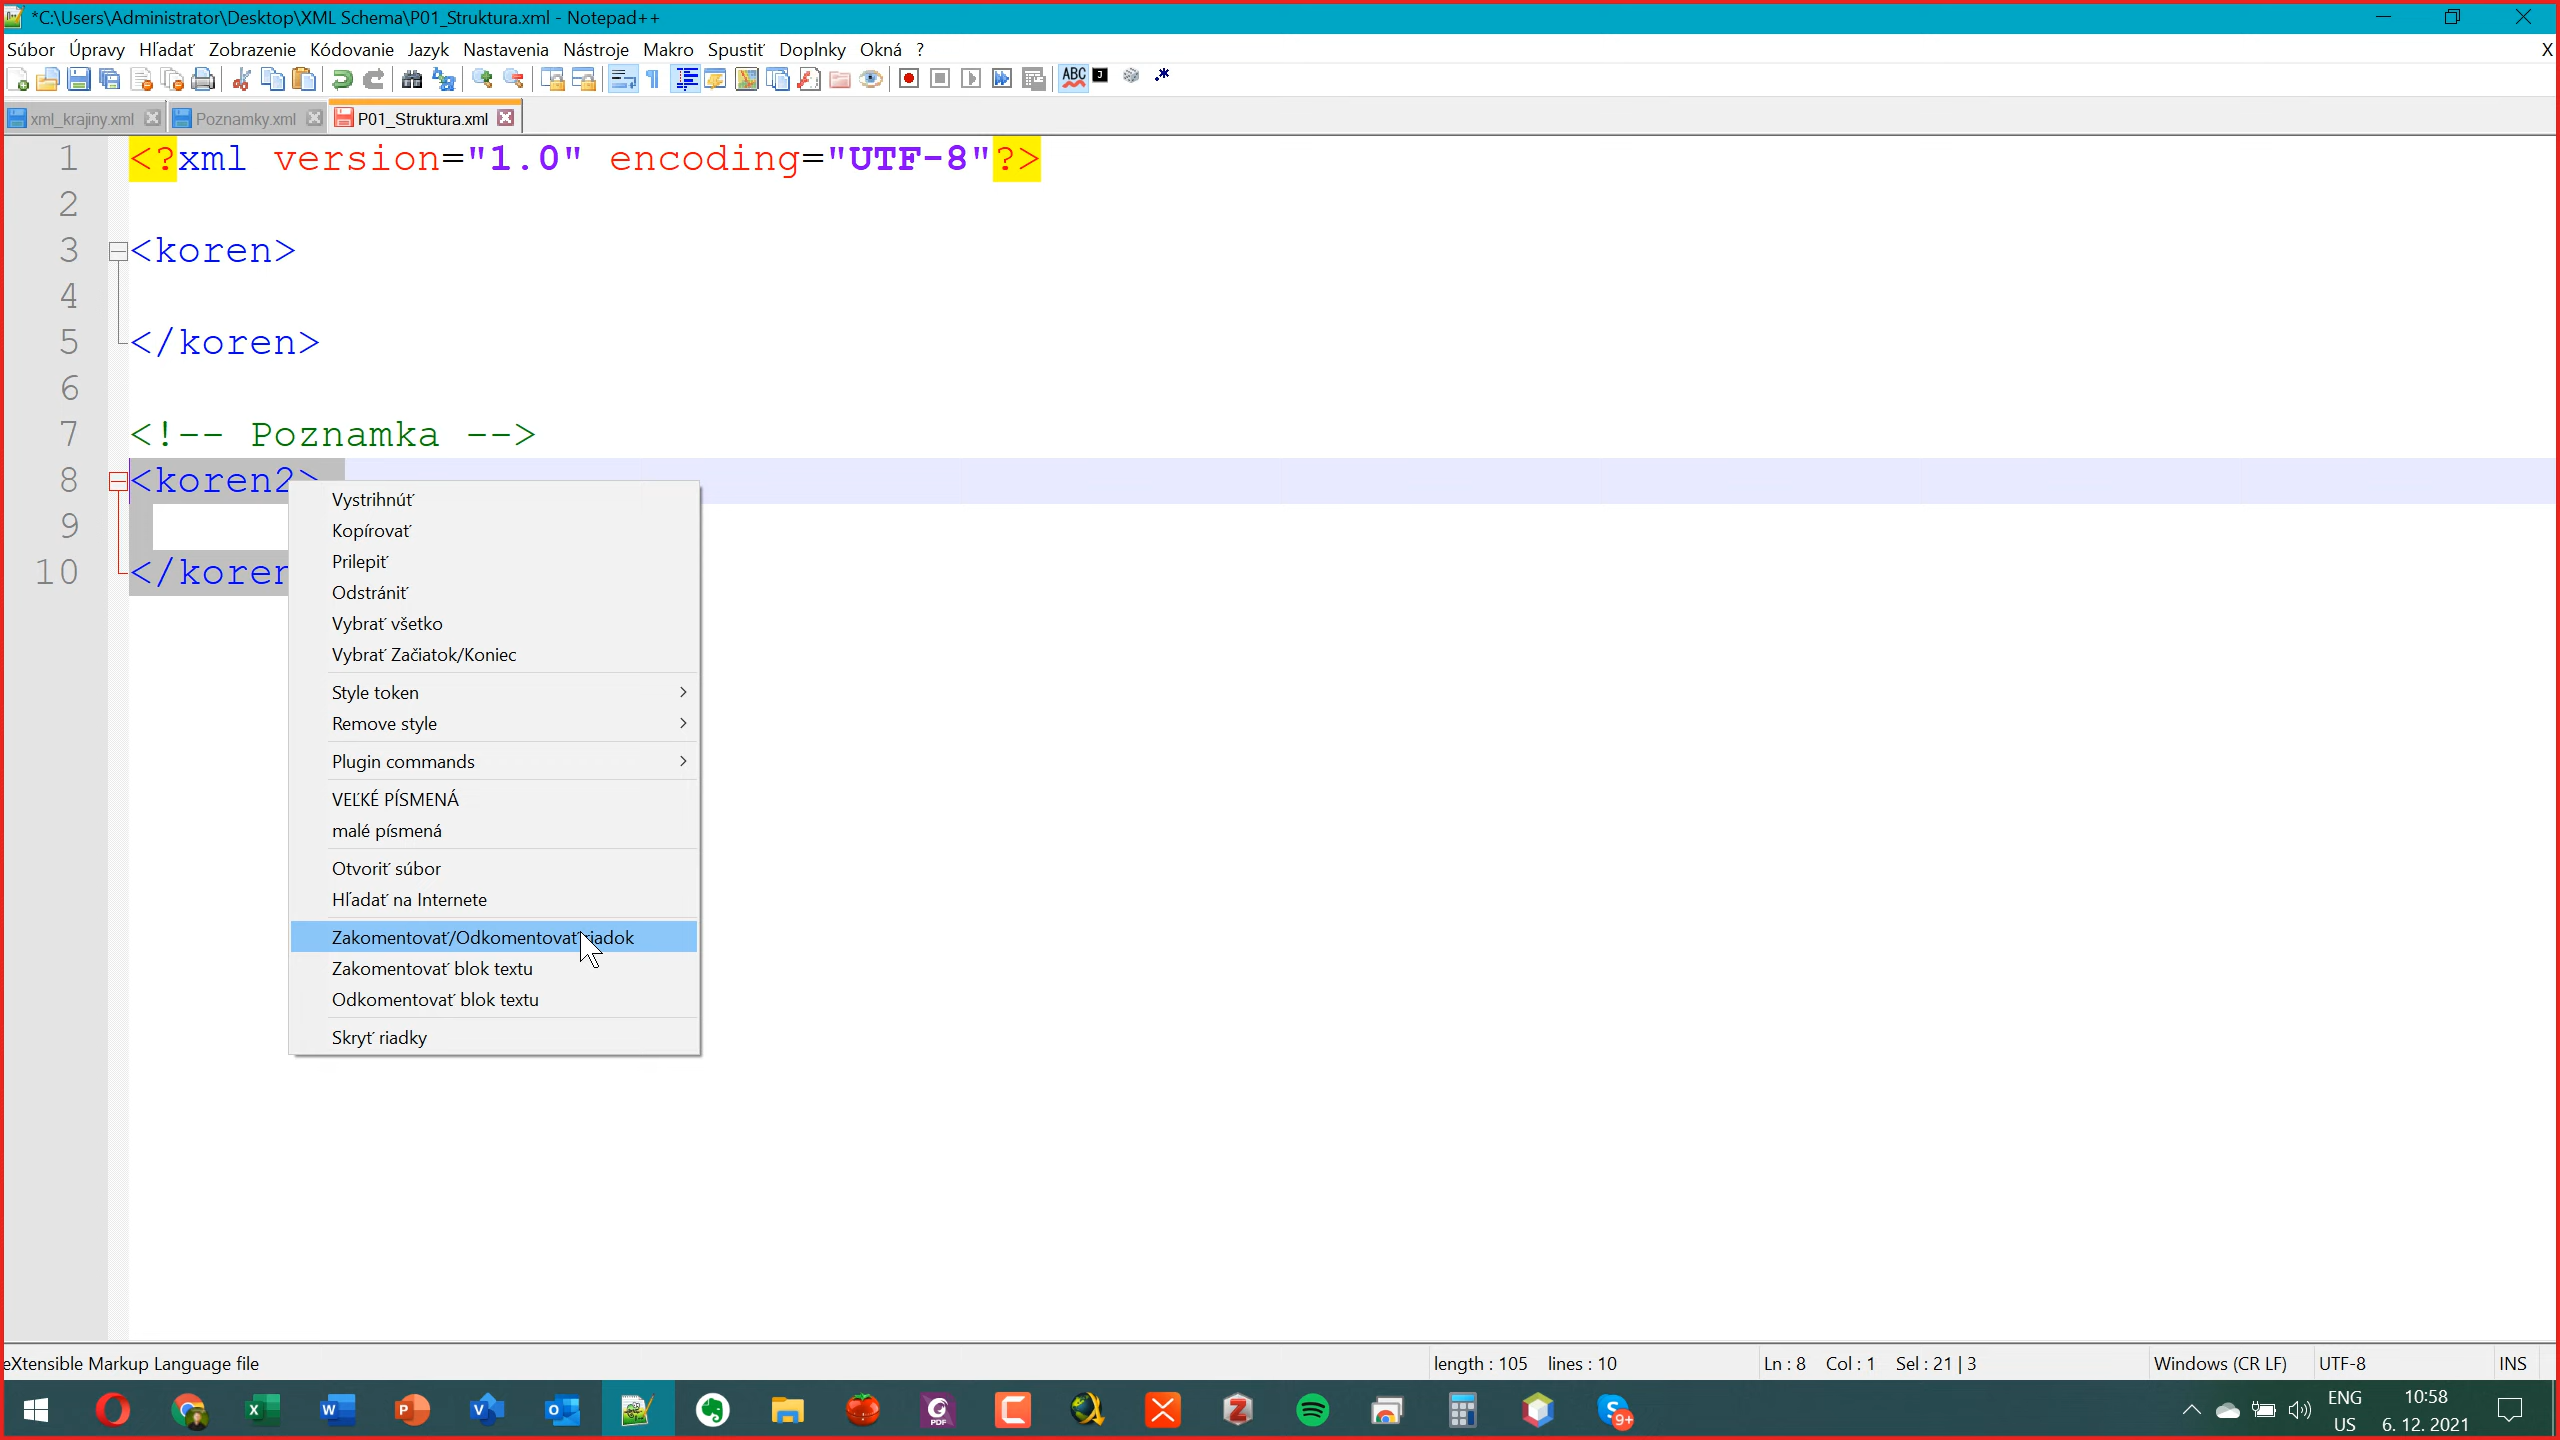 *C:\Users\Administrator\Desktop\XML Schema\P01_Struktura.xml - Notepad++
Súbor Úpravy Hľadať Zobrazenie Kódovanie Jazyk Nastavenia Nástroje Makro Spustiť Doplnky Okná ? X
xml_krajiny.xml Poznamky.xml P01_Struktura.xml
1 <?xml version="1.0" encoding="UTF-8"?>
2
3 <koren>
4
5 </koren>
6
7 <!-- Poznamka -->
8 <koren2>
9
10 </koren
Vystrihnúť
Kopírovať
Prilepiť
Odstrániť
Vybrať všetko
Vybrať Začiatok/Koniec
Style token
Remove style
Plugin commands
VEĽKÉ PÍSMENÁ
malé písmená
Otvoriť súbor
Hľadať na Internete
Zakomentovať/Odkomentovať riadok
Zakomentovať blok textu
Odkomentovať blok textu
Skryť riadky
eXtensible Markup Language file length : 105 lines : 10 Ln : 8 Col : 1 Sel : 21 | 3 Windows (CR LF) UTF-8 INS
ENG 10:58
US 6. 12. 2021